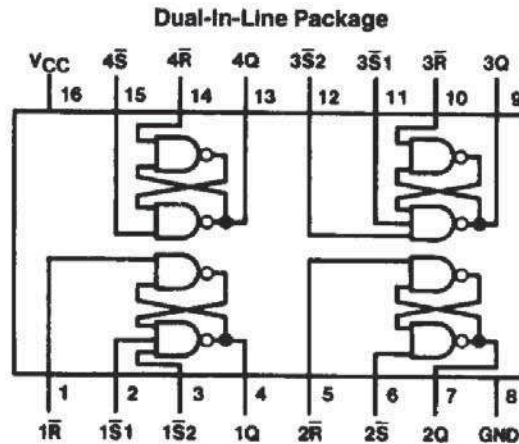 Dual-In-Line Package
VCC 4S̅ 4R̅ 4Q 3S̅2 3S̅1 3R̅ 3Q
16 15 14 13 12 11 10 9
1 2 3 4 5 6 7 8
1R̅ 1S̅1 1S̅2 1Q 2R̅ 2S̅ 2Q GND